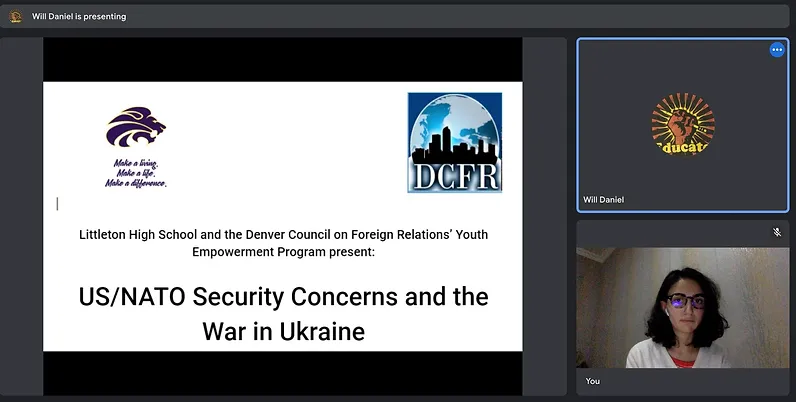 Will Daniel is presenting
Make a living.
Make a life.
Make a difference.
DCFR
Littleton High School and the Denver Council on Foreign Relations’ Youth
Empowerment Program present:
US/NATO Security Concerns and the
War in Ukraine
ducato
Will Daniel
You